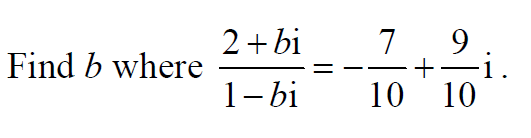 Find b where (2 + bi)/(1 − bi) = −7/10 + 9/10 i.